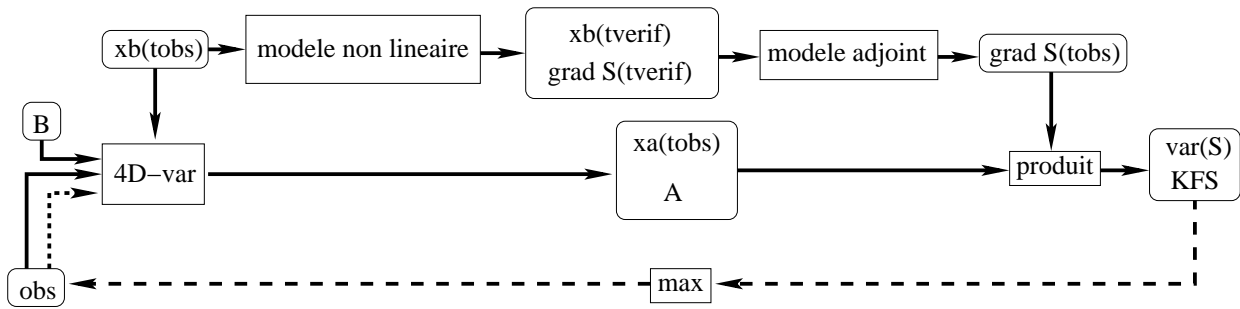 xb(tobs)
modele non lineaire
xb(tverif)
grad S(tverif)
modele adjoint
grad S(tobs)
B
4D−var
xa(tobs)
A
produit
var(S)
KFS
obs
max